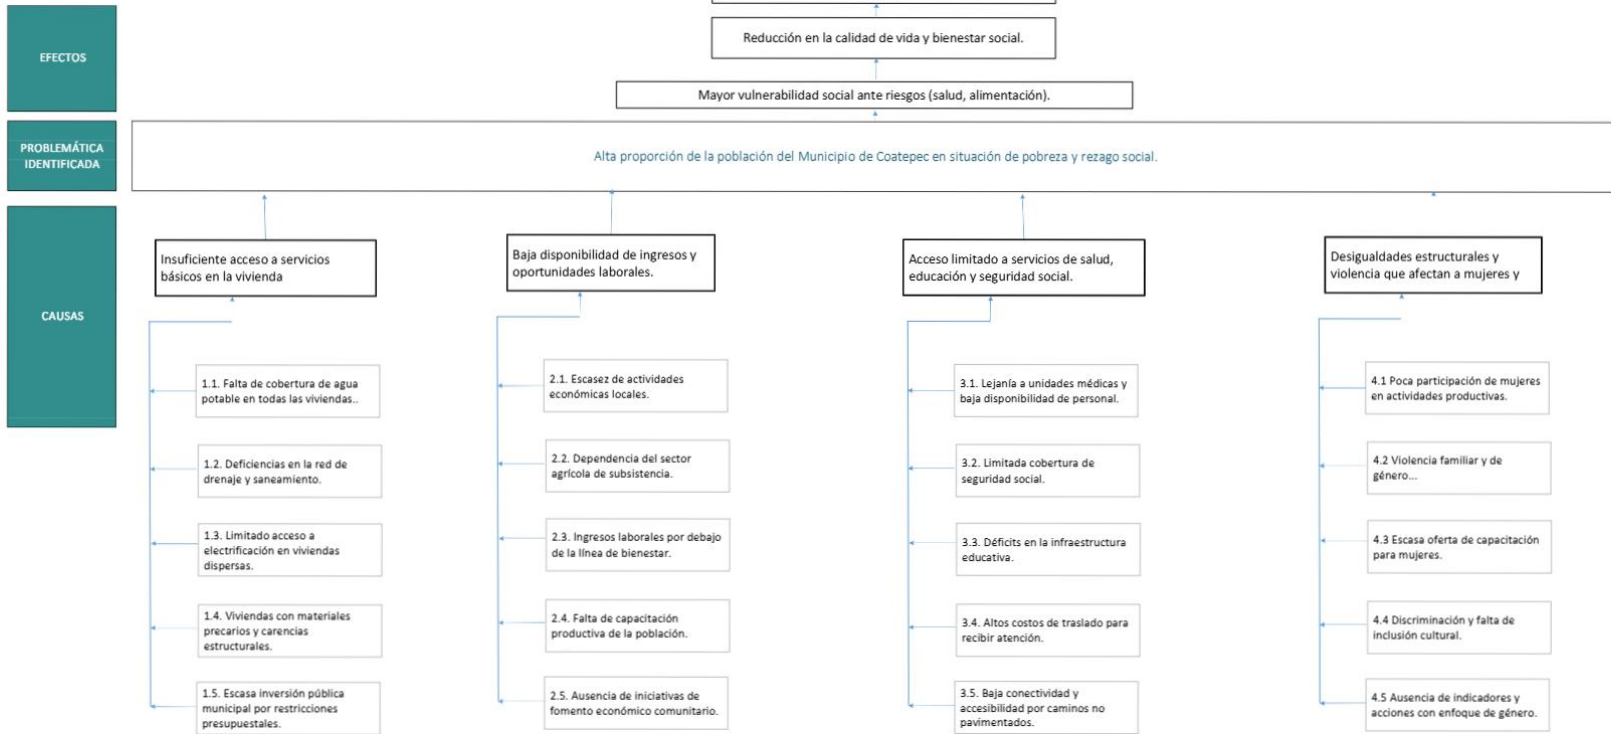 EFECTOS
Reducción en la calidad de vida y bienestar social.
Mayor vulnerabilidad social ante riesgos (salud, alimentación).
PROBLEMÁTICA
IDENTIFICADA
Alta proporción de la población del Municipio de Coatepec en situación de pobreza y rezago social.
CAUSAS
Insuficiente acceso a servicios
básicos en la vivienda
1.1. Falta de cobertura de agua
potable en todas las viviendas..
1.2. Deficiencias en la red de
drenaje y saneamiento.
1.3. Limitado acceso a
electrificación en viviendas
dispersas.
1.4. Viviendas con materiales
precarios y carencias
estructurales.
1.5. Escasa inversión pública
municipal por restricciones
presupuestales.
Baja disponibilidad de ingresos y
oportunidades laborales.
2.1. Escasez de actividades
económicas locales.
2.2. Dependencia del sector
agrícola de subsistencia.
2.3. Ingresos laborales por debajo
de la línea de bienestar.
2.4. Falta de capacitación
productiva de la población.
2.5. Ausencia de iniciativas de
fomento económico comunitario.
Acceso limitado a servicios de salud,
educación y seguridad social.
3.1. Lejanía a unidades médicas y
baja disponibilidad de personal.
3.2. Limitada cobertura de
seguridad social.
3.3. Déficits en la infraestructura
educativa.
3.4. Altos costos de traslado para
recibir atención.
3.5. Baja conectividad y
accesibilidad por caminos no
pavimentados.
Desigualdades estructurales y
violencia que afectan a mujeres y
4.1 Poca participación de mujeres
en actividades productivas.
4.2 Violencia familiar y de
género...
4.3 Escasa oferta de capacitación
para mujeres.
4.4 Discriminación y falta de
inclusión cultural.
4.5 Ausencia de indicadores y
acciones con enfoque de género.